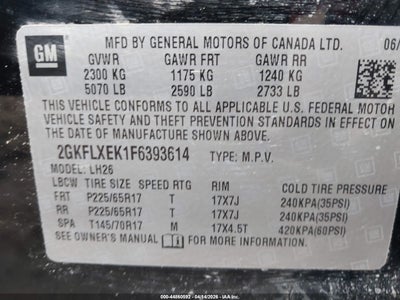 GM
MFD BY GENERAL MOTORS OF CANADA LTD. 06/
GVWR GAWR FRT GAWR RR
2300 KG 1175 KG 1240 KG
5070 LB 2590 LB 2733 LB
THIS VEHICLE CONFORMS TO ALL APPLICABLE U.S. FEDERAL MOTOR
VEHICLE SAFETY AND THEFT PREVENTION STANDARDS IN EFFECT ON
THE DATE OF MANUFACTURE SHOWN ABOVE.
2GKFLXEK1F6393614 TYPE: M.P.V.
MODEL: LH26
LBCW TIRE SIZE SPEED RTG RIM COLD TIRE PRESSURE
FRT P225/65R17 T 17X7J 240KPA(35PSI)
RR P225/65R17 T 17X7J 240KPA(35PSI)
SPA T145/70R17 M 17X4.5T 420KPA(60PSI)
SEE OWNER'S MANUAL FOR ADDITIONAL INFORMATION.
000-44860592 - 04/14/2026 - IAA, Inc.